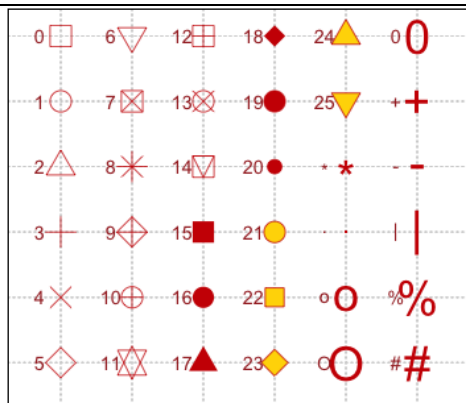 0 6 12 18 24 0 0
1 7 13 19 25 + +
2 8 14 20 * * - -
3 9 15 21 · · | |
4 10 16 22 o o % %
5 11 17 23 O O # #